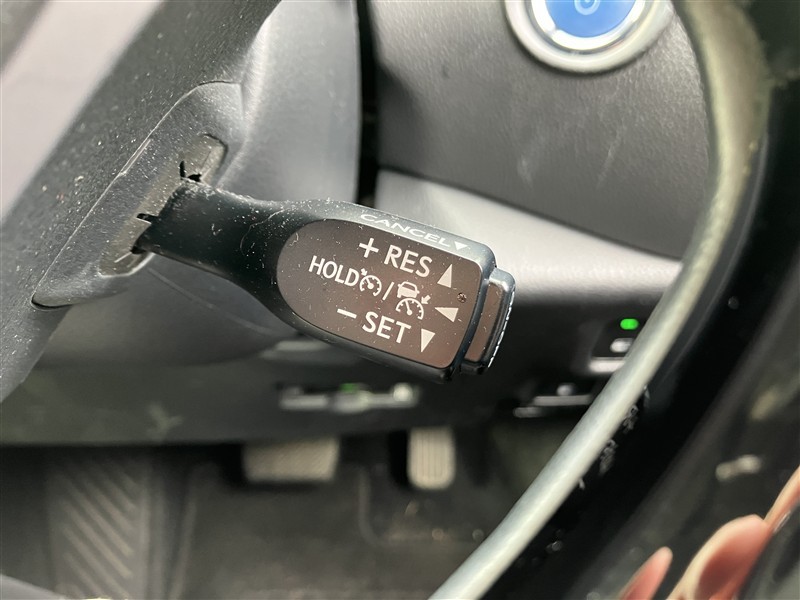 CANCEL
+ RES
HOLD /
– SET